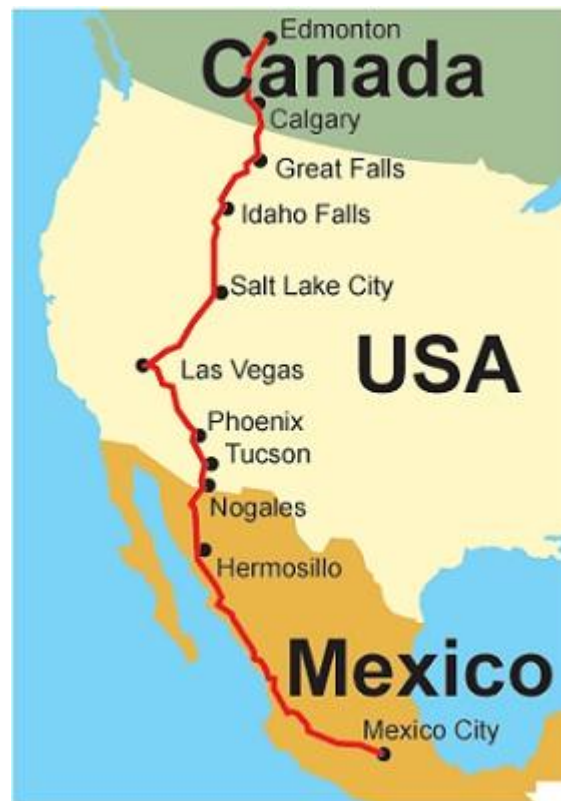 Edmonton
Canada
Calgary
Great Falls
Idaho Falls
Salt Lake City
USA
Las Vegas
Phoenix
Tucson
Nogales
Hermosillo
Mexico
Mexico City